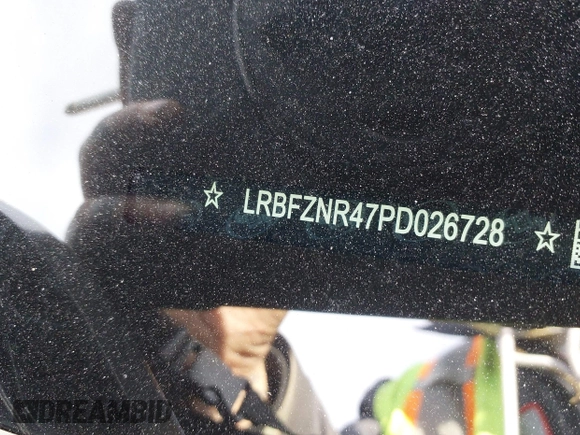 ☆ LRBFZNR47PD026728 ☆
DREAMBID